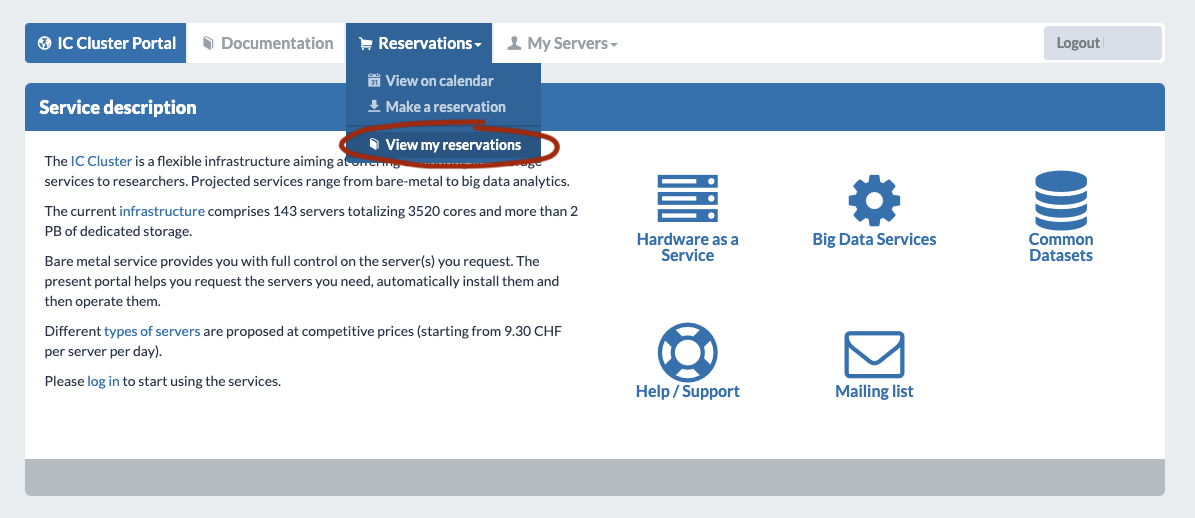 IC Cluster Portal
Documentation
Reservations
My Servers
Logout
View on calendar
Make a reservation
View my reservations
Service description
The IC Cluster is a flexible infrastructure aiming at
services to researchers. Projected services range from bare-metal to big data analytics.
The current infrastructure comprises 143 servers totalizing 3520 cores and more than 2
PB of dedicated storage.
Bare metal service provides you with full control on the server(s) you request. The
present portal helps you request the servers you need, automatically install them and
then operate them.
Different types of servers are proposed at competitive prices (starting from 9.30 CHF
per server per day).
Please log in to start using the services.
Hardware as a
Service
Big Data Services
Common
Datasets
Help / Support
Mailing list